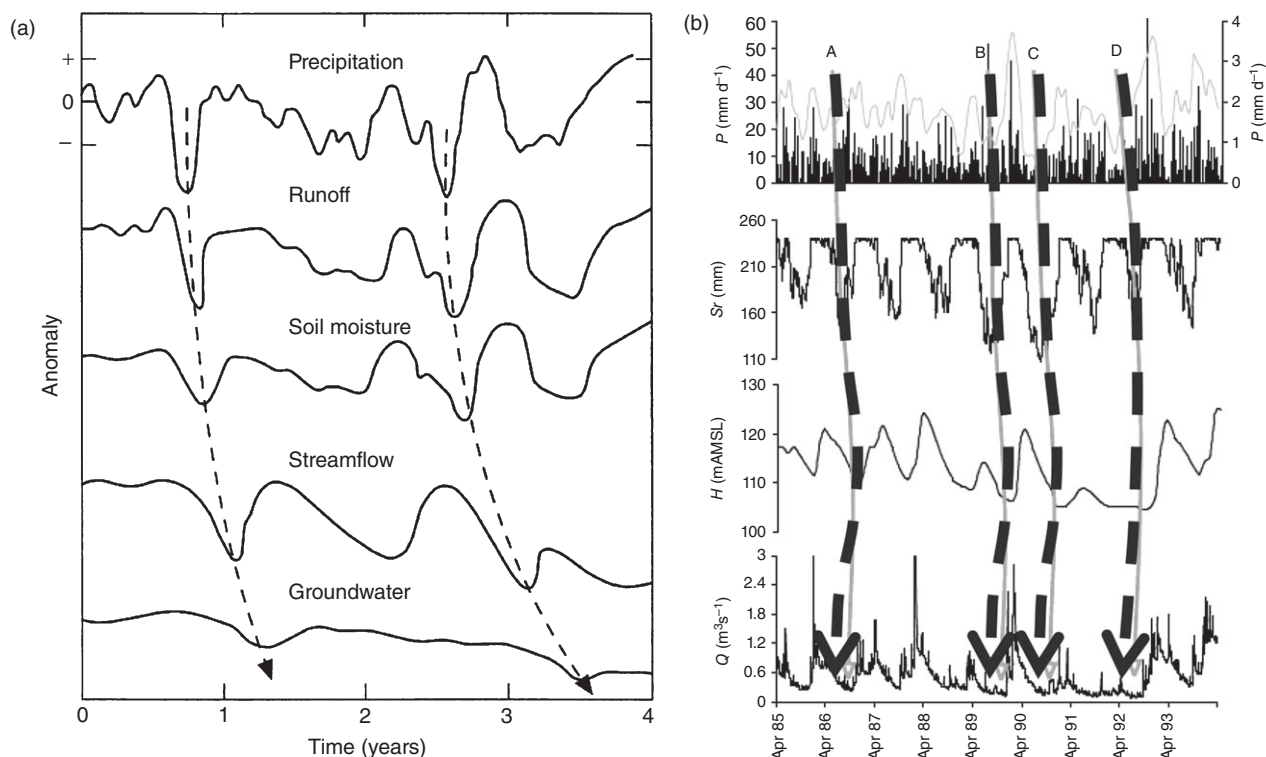 (a)
+
0
−
Precipitation
Runoff
Soil moisture
Streamflow
Groundwater
Anomaly
0 1 2 3 4
Time (years)
(b)
A B C D
60
50
40
30
20
10
0
P (mm d⁻¹)
4
3
2
1
0
P (mm d⁻¹)
260
210
160
110
Sr (mm)
130
120
110
100
H (mAMSL)
3
2.4
1.8
1.2
0.6
0
Q (m³s⁻¹)
Apr 85
Apr 86
Apr 87
Apr 88
Apr 89
Apr 90
Apr 91
Apr 92
Apr 93